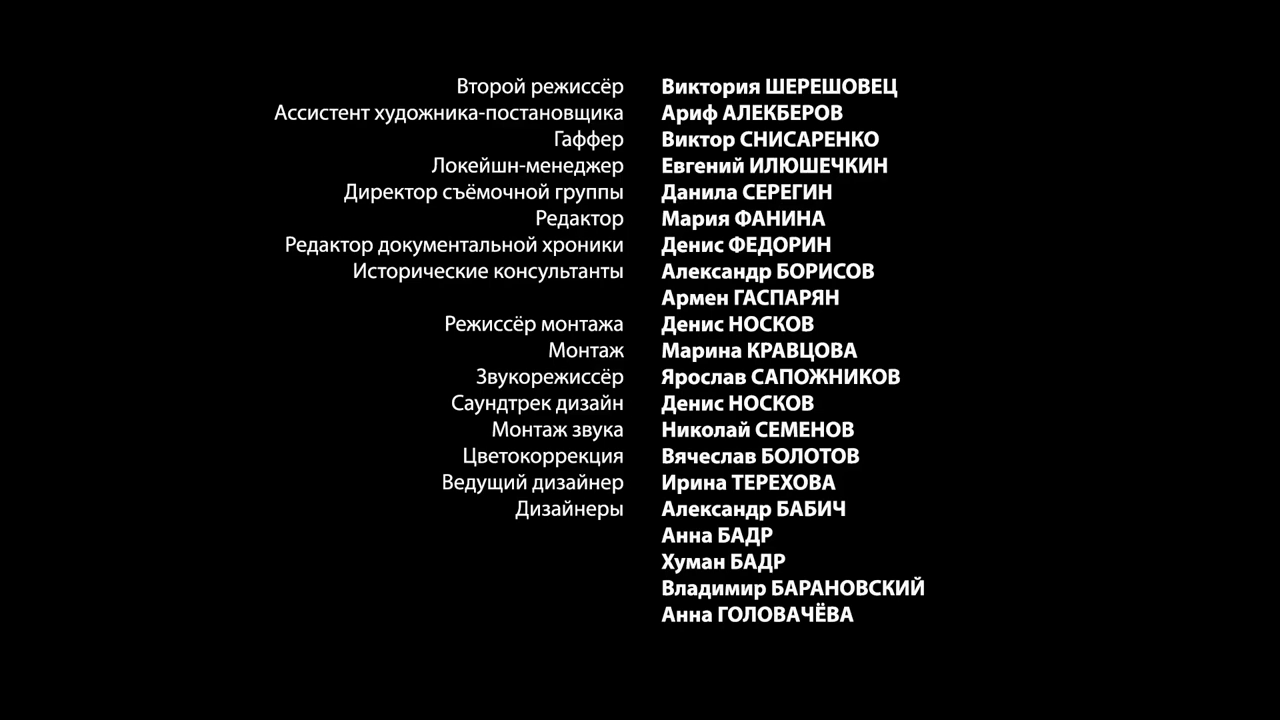 Второй режиссёр Виктория ШЕРЕШОВЕЦ
Ассистент художника-постановщика Ариф АЛЕКБЕРОВ
Гаффер Виктор СНИСАРЕНКО
Локейшн-менеджер Евгений ИЛЮШЕЧКИН
Директор съёмочной группы Данила СЕРЕГИН
Редактор Мария ФАНИНА
Редактор документальной хроники Денис ФЕДОРИН
Исторические консультанты Александр БОРИСОВ
Армен ГАСПАРЯН
Режиссёр монтажа Денис НОСКОВ
Монтаж Марина КРАВЦОВА
Звукорежиссёр Ярослав САПОЖНИКОВ
Саундтрек дизайн Денис НОСКОВ
Монтаж звука Николай СЕМЕНОВ
Цветокоррекция Вячеслав БОЛОТОВ
Ведущий дизайнер Ирина ТЕРЕХОВА
Дизайнеры Александр БАБИЧ
Анна БАДР
Хуман БАДР
Владимир БАРАНОВСКИЙ
Анна ГОЛОВАЧЁВА